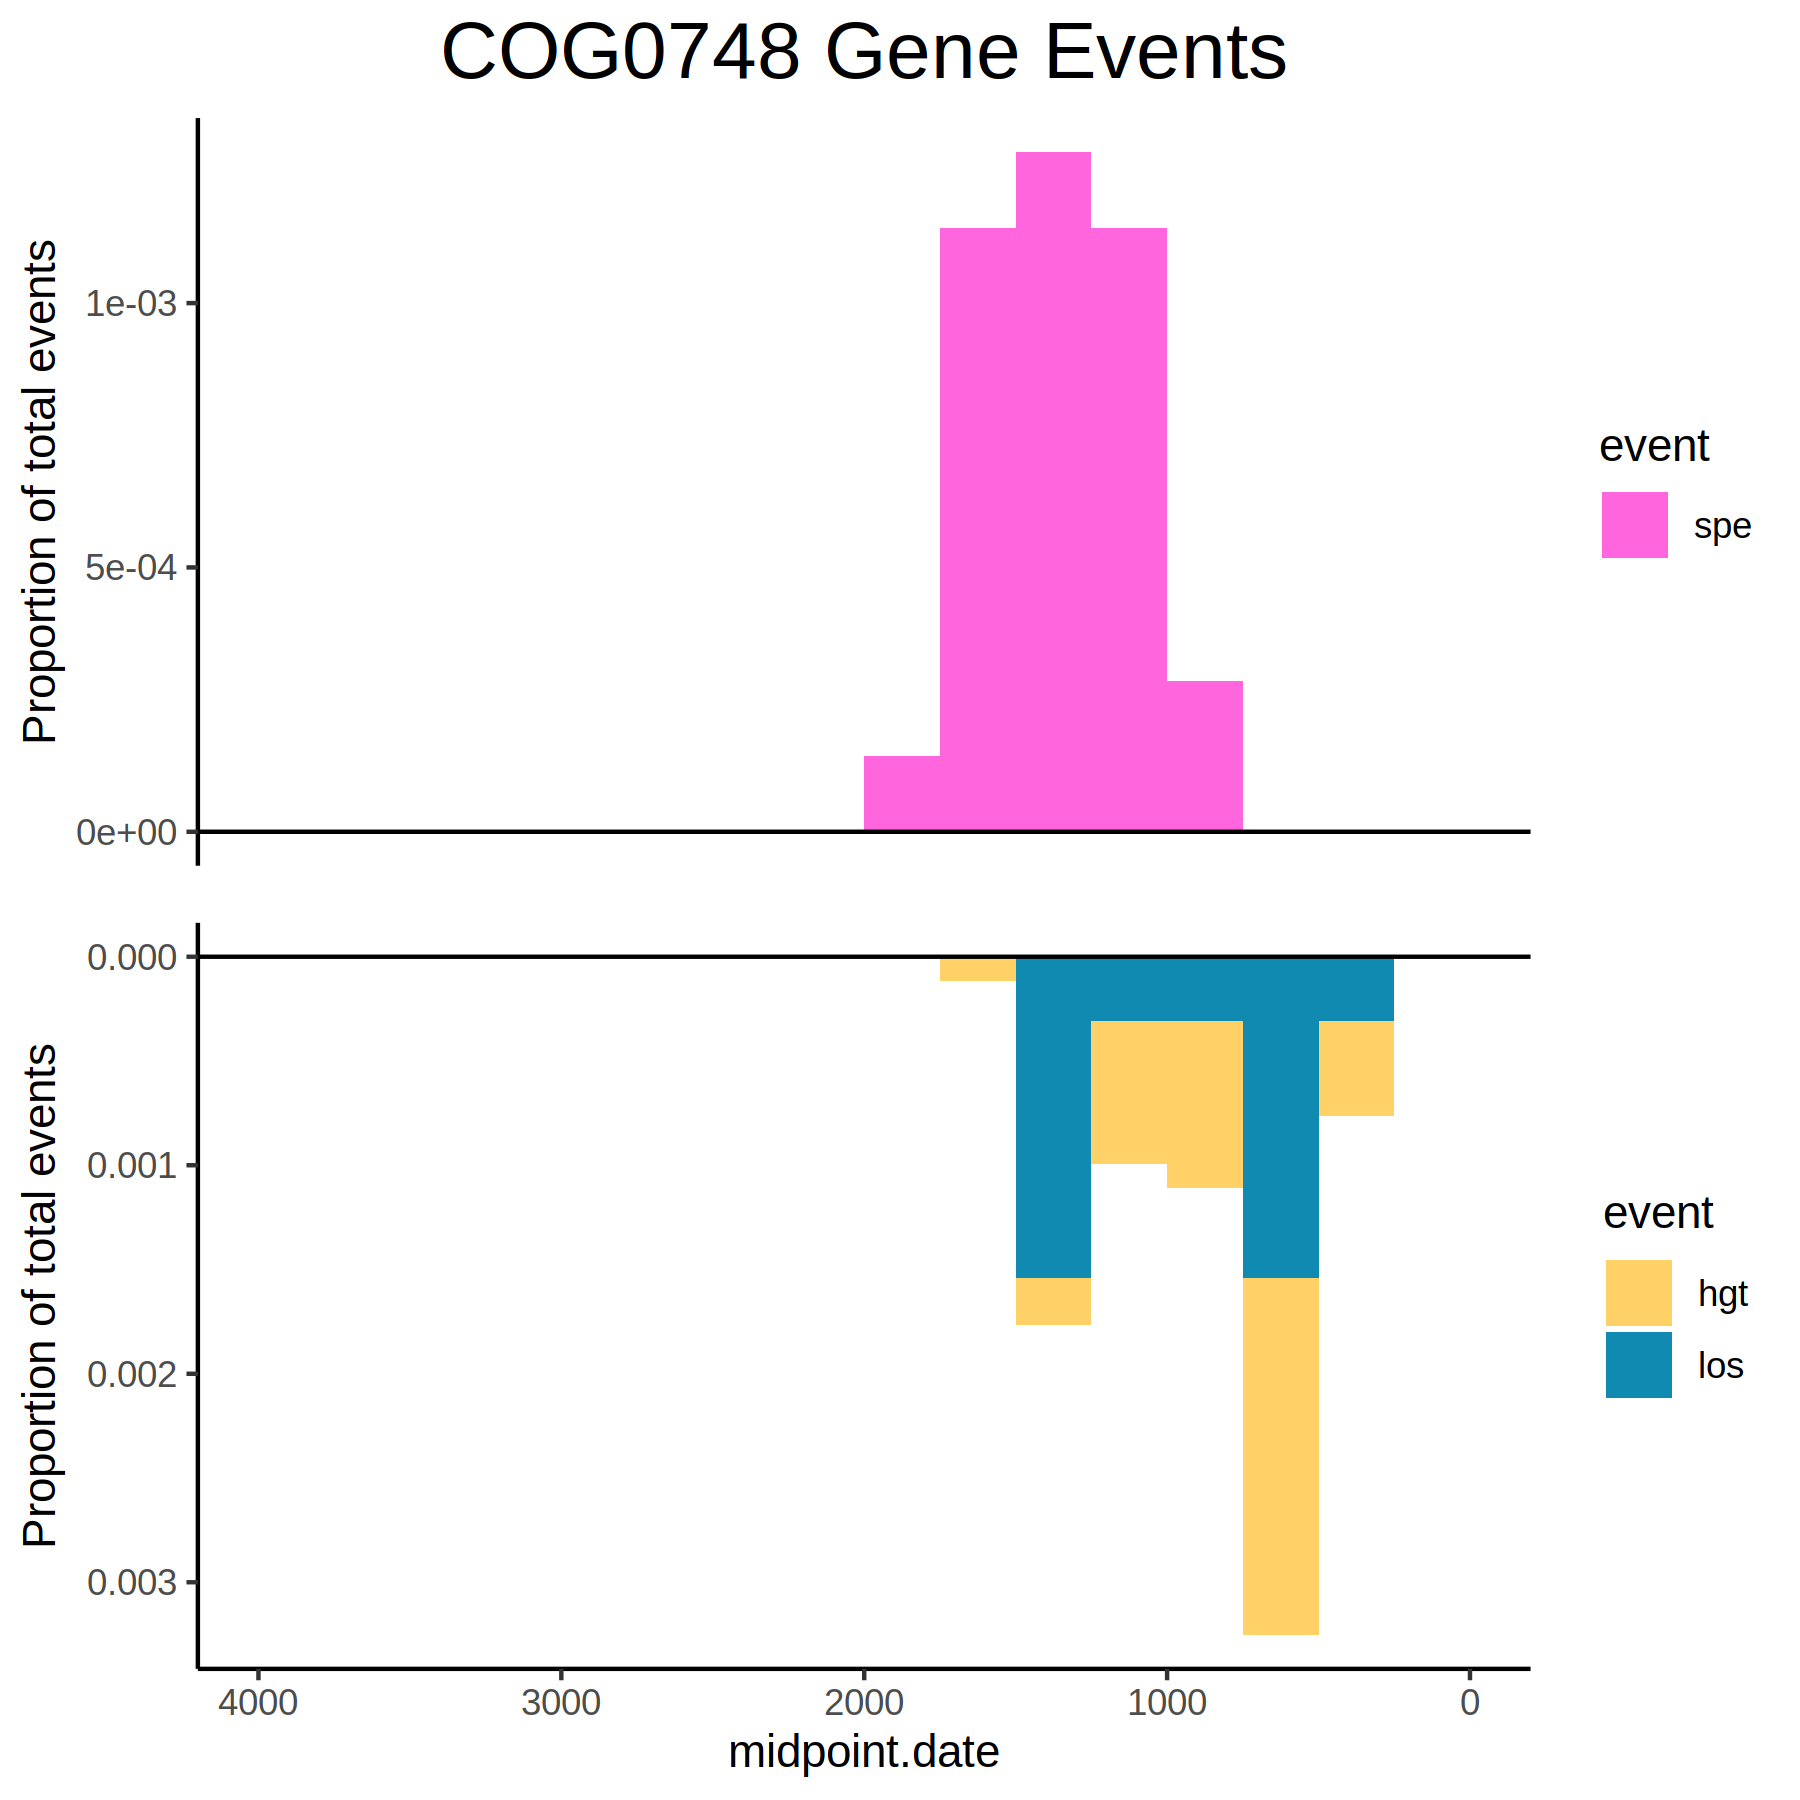 COG0748 Gene Events
Proportion of total events
1e-03
5e-04
0e+00
event
spe
Proportion of total events
0.000
0.001
0.002
0.003
event
hgt
los
4000 3000 2000 1000 0
midpoint.date